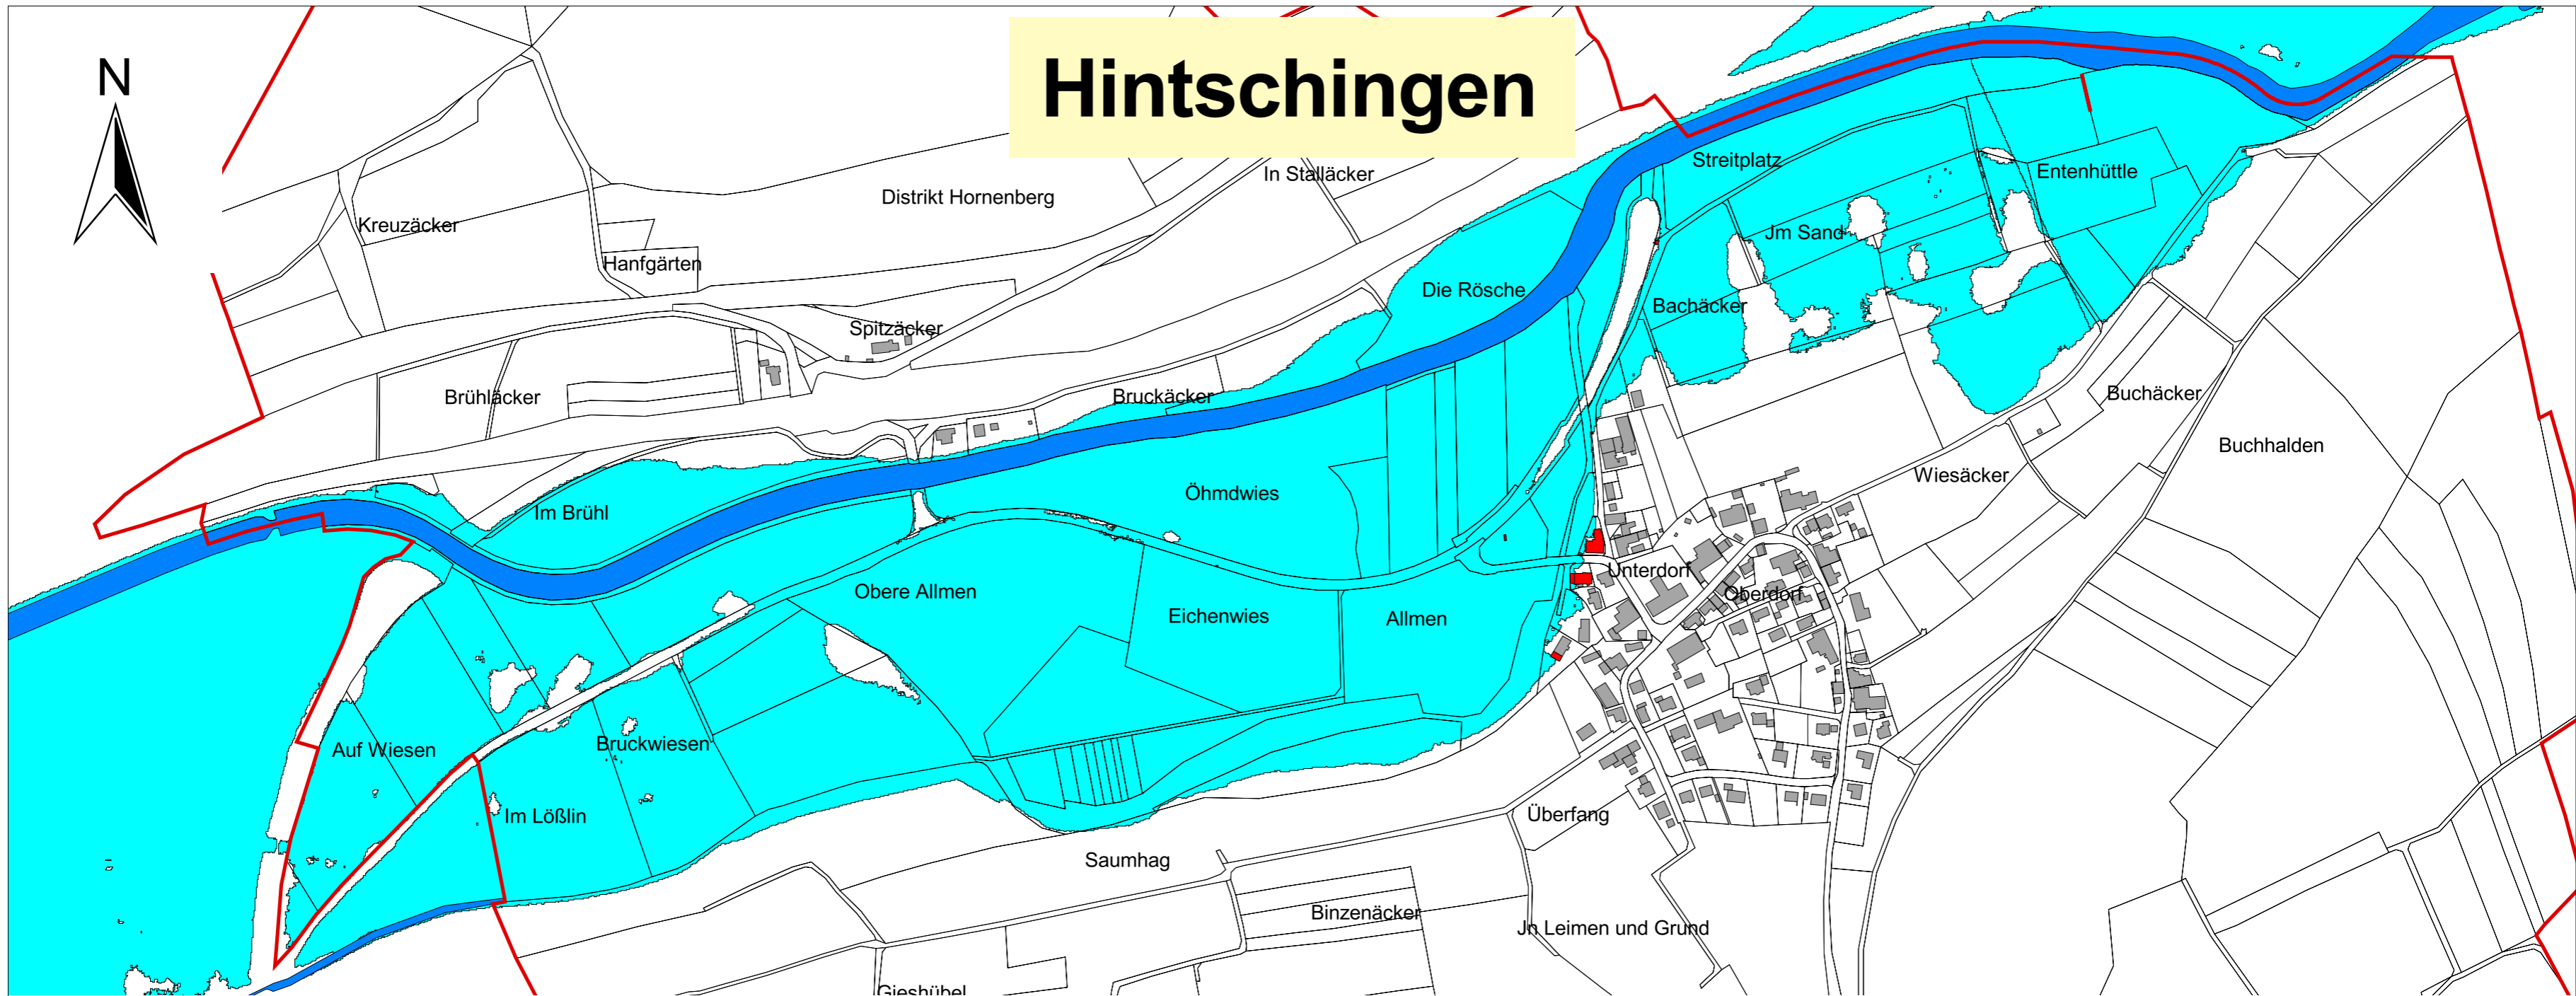 Hintschingen
N
Streitplatz
Entenhüttle
In Stalläcker
Distrikt Hornenberg
Kreuzäcker
Jm Sand
Hanfgärten
Die Rösche
Bachäcker
Spitzäcker
Brühläcker
Bruckäcker
Buchäcker
Buchhalden
Wiesäcker
Öhmdwies
Im Brühl
Unterdorf
Obere Allmen
Oberdorf
Eichenwies
Allmen
Bruckwiesen
Auf Wiesen
Im Lößlin
Überfang
Saumhag
Binzenäcker
Jn Leimen und Grund
Gieshübel